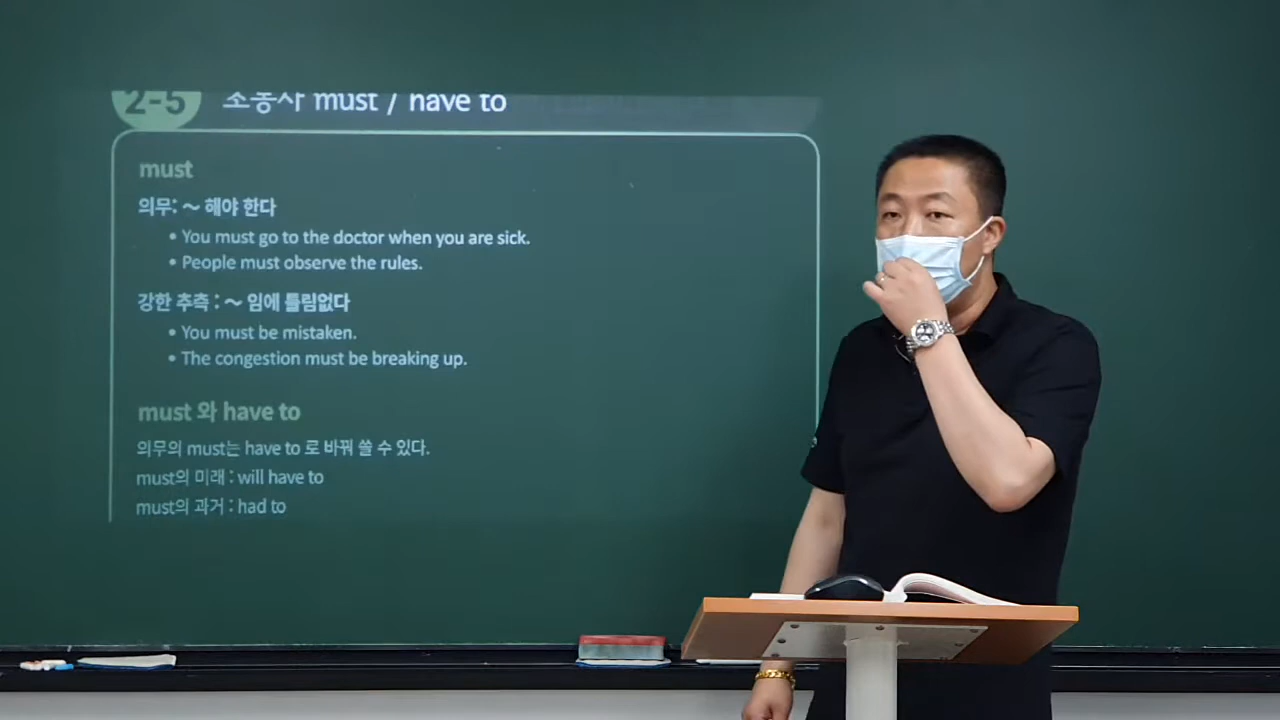 2-5
조동사 must / have to
must
의무: ~ 해야 한다
• You must go to the doctor when you are sick.
• People must observe the rules.
강한 추측 : ~ 임에 틀림없다
• You must be mistaken.
• The congestion must be breaking up.
must 와 have to
의무의 must는 have to 로 바꿔 쓸 수 있다.
must의 미래 : will have to
must의 과거 : had to